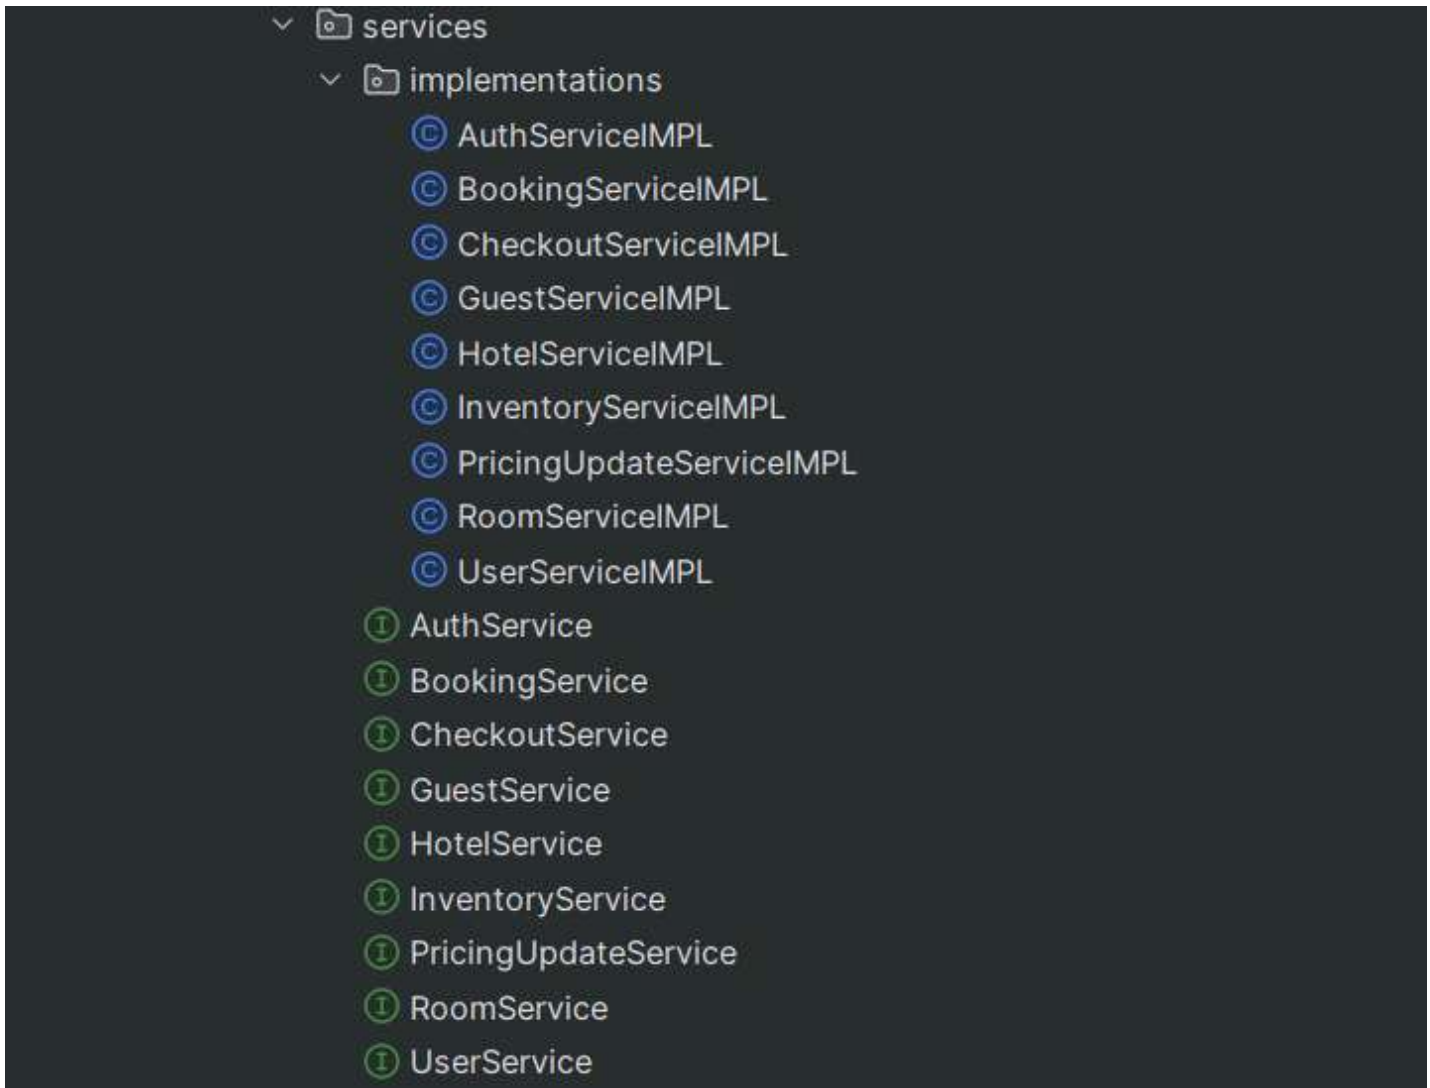 services
implementations
C AuthServiceIMPL
C BookingServiceIMPL
C CheckoutServiceIMPL
C GuestServiceIMPL
C HotelServiceIMPL
C InventoryServiceIMPL
C PricingUpdateServiceIMPL
C RoomServiceIMPL
C UserServiceIMPL
I AuthService
I BookingService
I CheckoutService
I GuestService
I HotelService
I InventoryService
I PricingUpdateService
I RoomService
I UserService